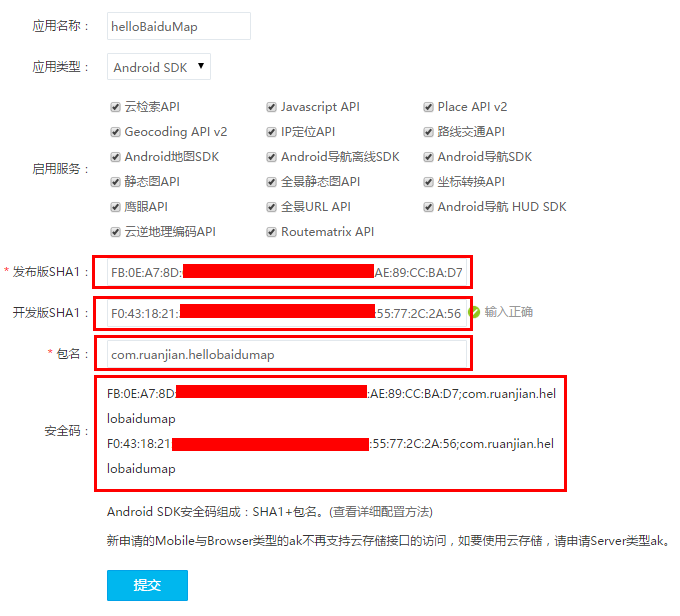 应用名称： helloBaiduMap
应用类型： Android SDK
云检索API Javascript API Place API v2
Geocoding API v2 IP定位API 路线交通API
Android地图SDK Android导航离线SDK Android导航SDK
启用服务：
静态图API 全景静态图API 坐标转换API
鹰眼API 全景URL API Android导航 HUD SDK
云逆地理编码API Routematrix API
* 发布版SHA1： FB:0E:A7:8D: AE:89:CC:BA:D7
开发版SHA1： F0:43:18:21: :55:77:2C:2A:56 输入正确
* 包名： com.ruanjian.hellobaidumap
FB:0E:A7:8D: :AE:89:CC:BA:D7;com.ruanjian.hel
lobaidumap
安全码：
F0:43:18:21 :55:77:2C:2A:56;com.ruanjian.hel
lobaidumap
Android SDK安全码组成：SHA1+包名。(查看详细配置方法)
新申请的Mobile与Browser类型的ak不再支持云存储接口的访问，如要使用云存储，请申请Server类型ak。
提交